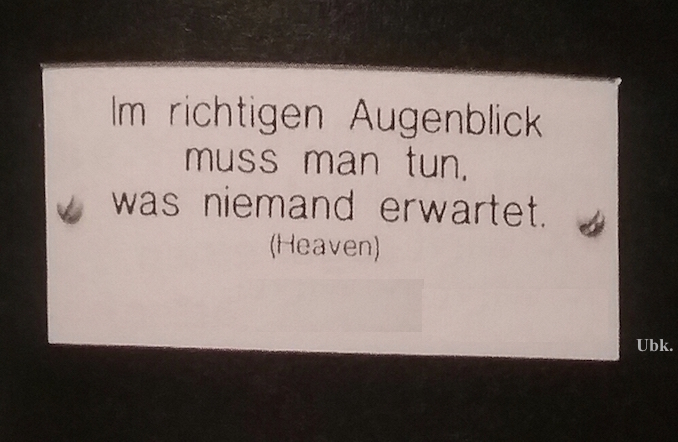 Im richtigen Augenblick
muss man tun,
was niemand erwartet.
(Heaven)
Ubk.